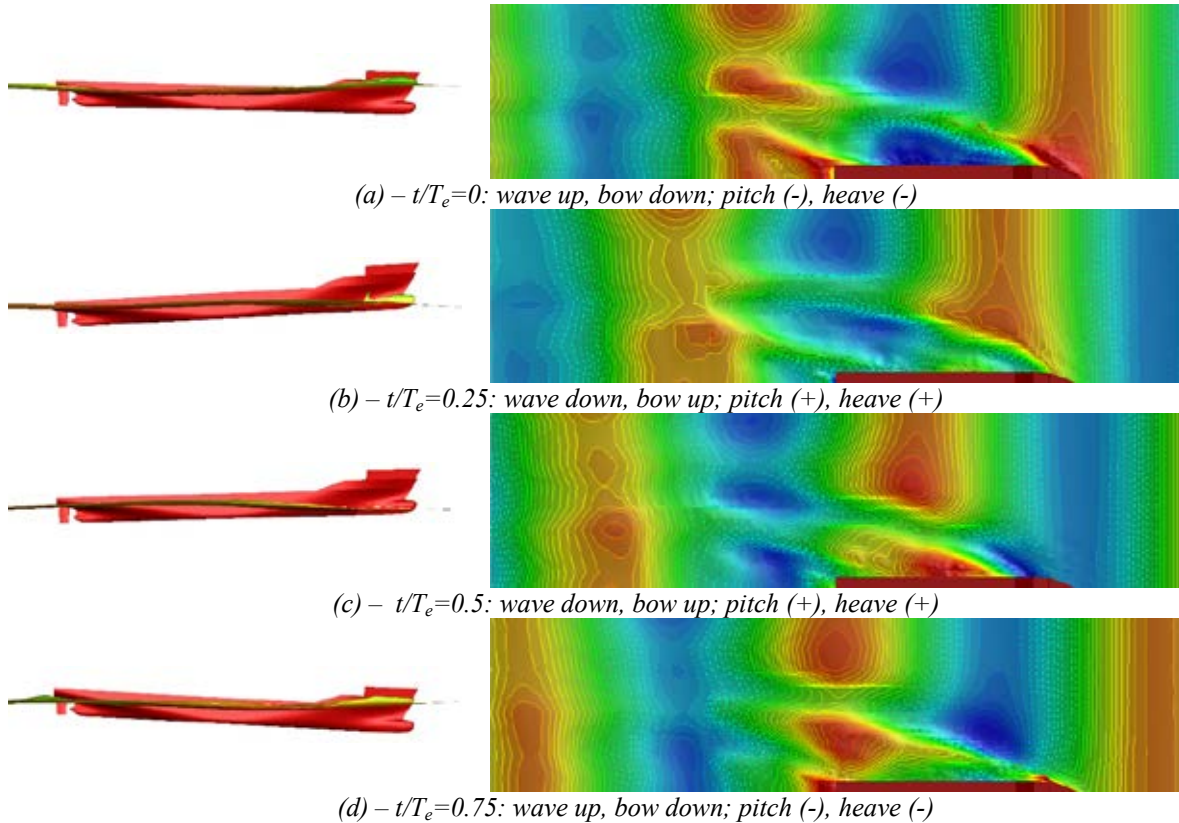 (a) – t/Te=0: wave up, bow down; pitch (-), heave (-)
(b) – t/Te=0.25: wave down, bow up; pitch (+), heave (+)
(c) – t/Te=0.5: wave down, bow up; pitch (+), heave (+)
(d) – t/Te=0.75: wave up, bow down; pitch (-), heave (-)